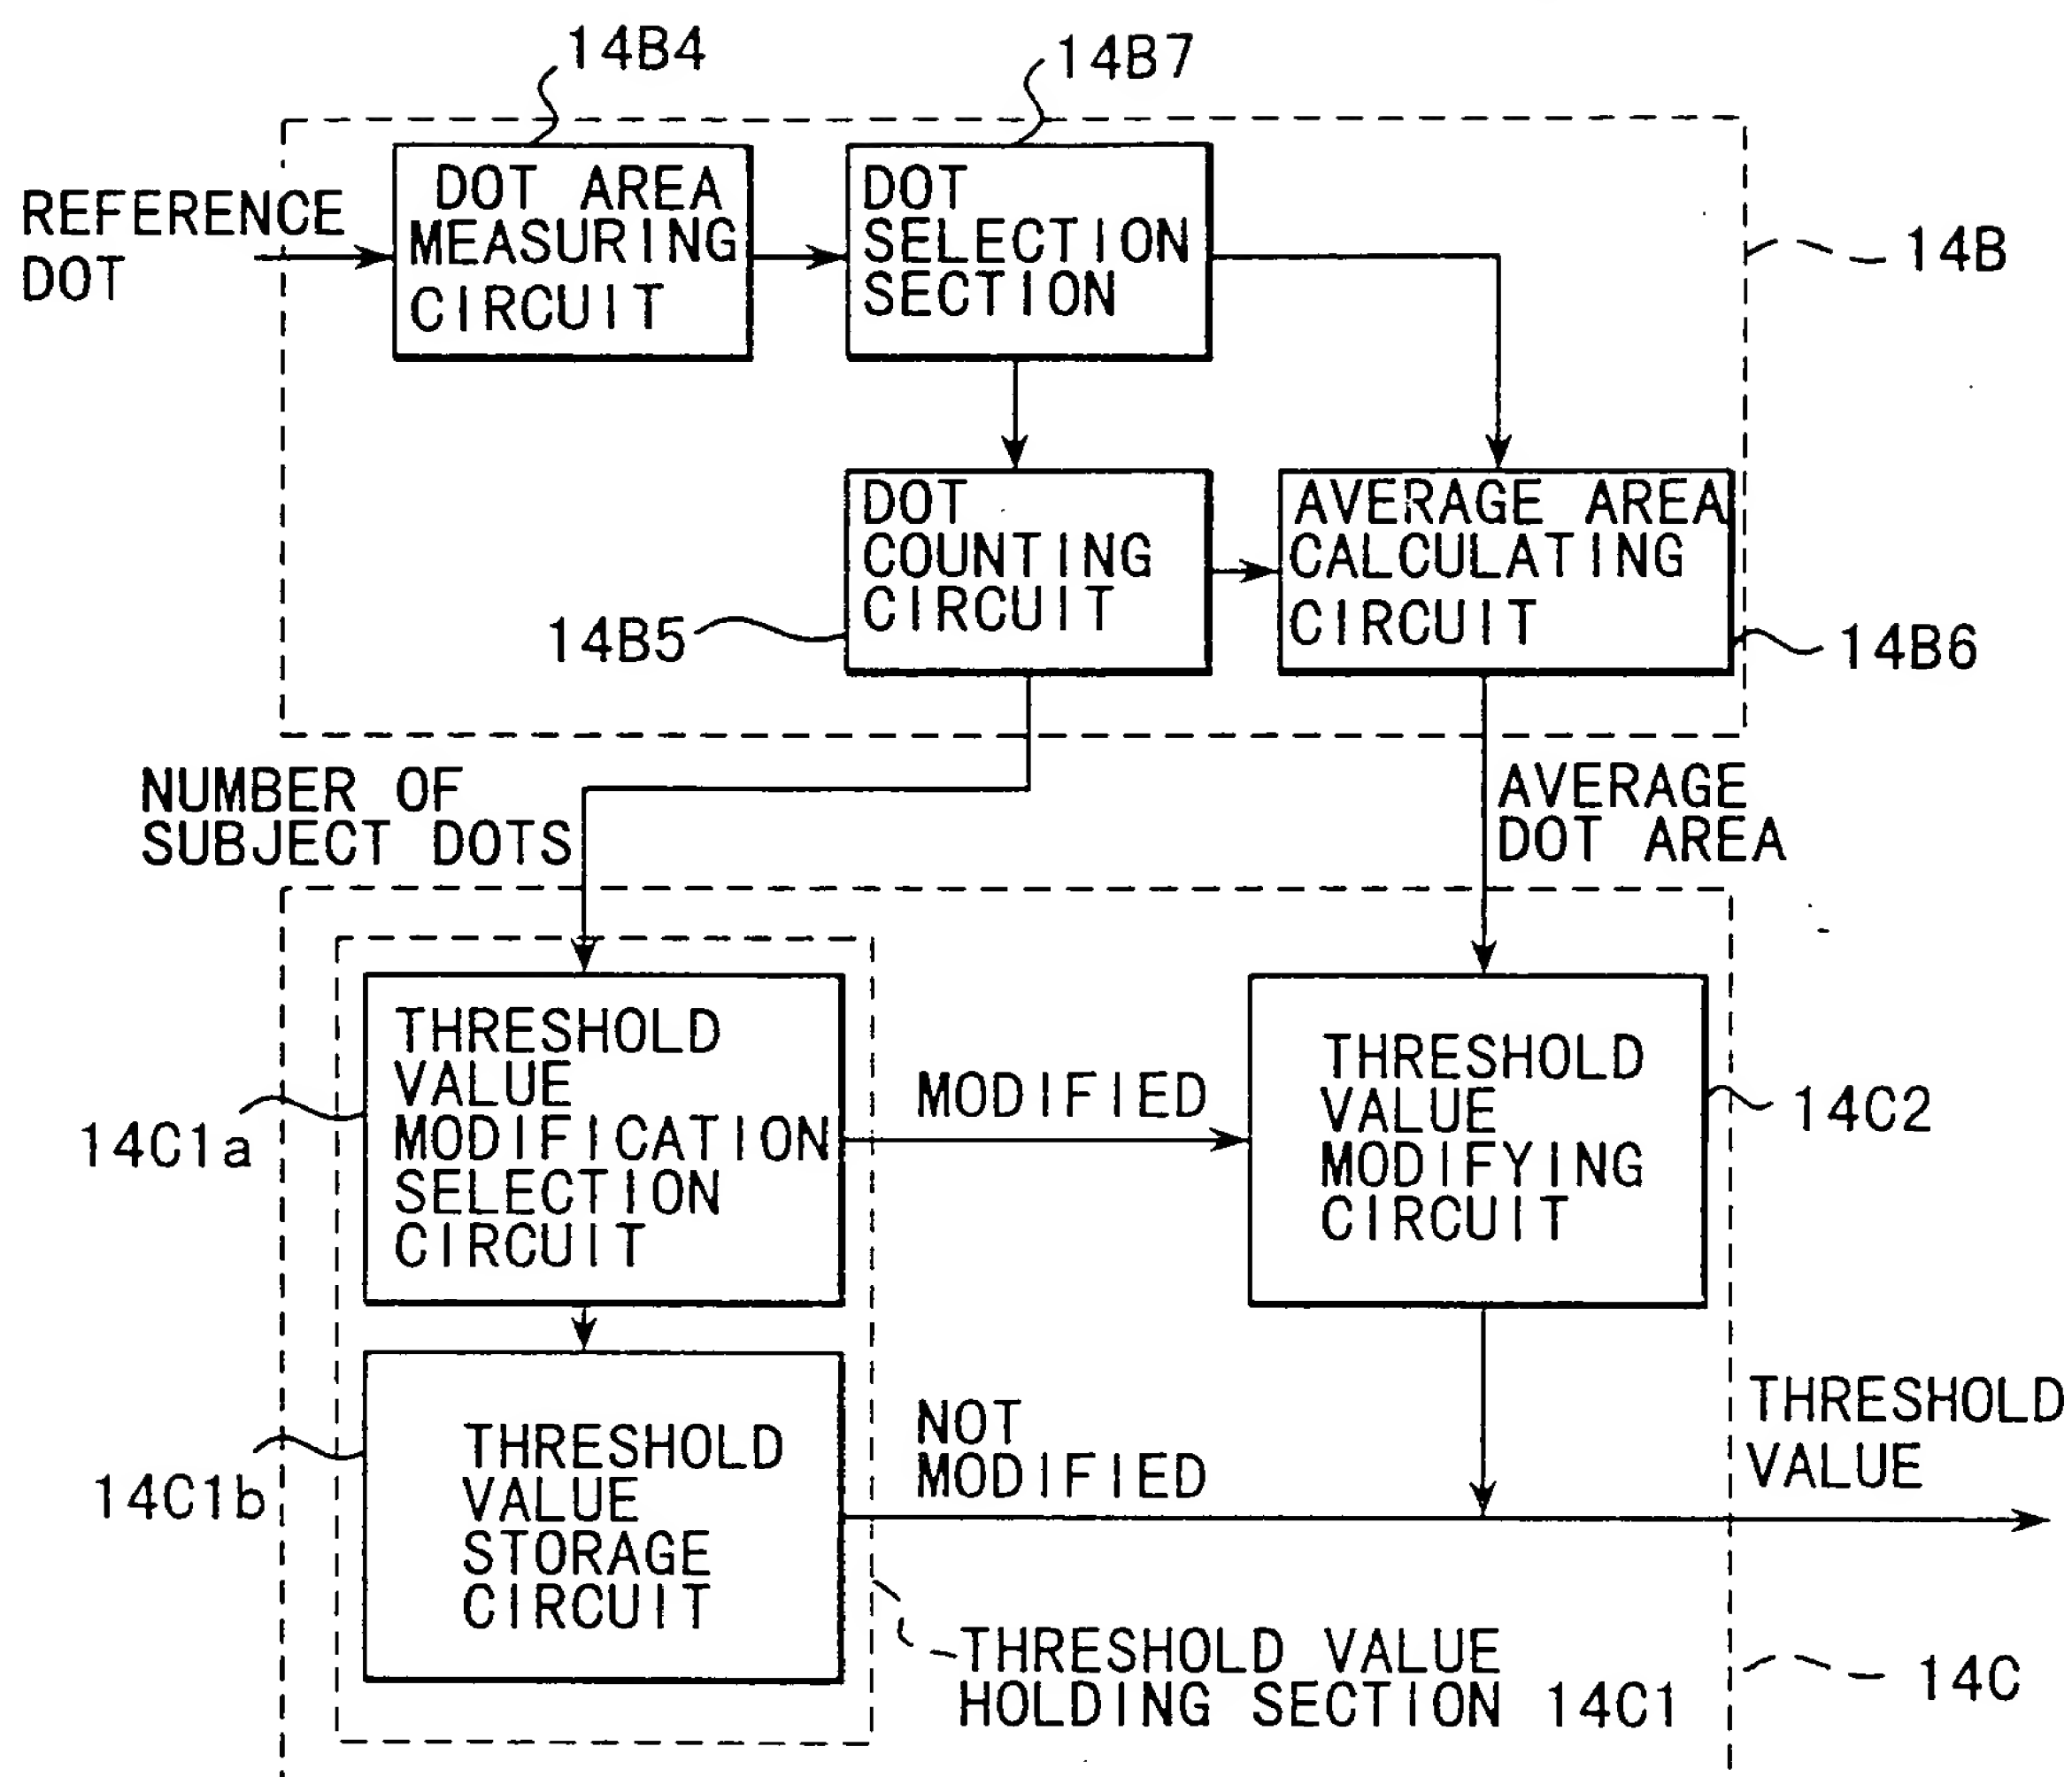 14B4
14B7
REFERENCE
DOT
DOT AREA
MEASURING
CIRCUIT
DOT
SELECTION
SECTION
14B
DOT
COUNTING
CIRCUIT
14B5
AVERAGE AREA
CALCULATING
CIRCUIT
14B6
NUMBER OF
SUBJECT DOTS
AVERAGE
DOT AREA
THRESHOLD
VALUE
MODIFICATION
SELECTION
CIRCUIT
14C1a
MODIFIED
THRESHOLD
VALUE
MODIFYING
CIRCUIT
14C2
THRESHOLD
VALUE
STORAGE
CIRCUIT
14C1b
NOT
MODIFIED
THRESHOLD
VALUE
THRESHOLD VALUE
HOLDING SECTION 14C1
14C